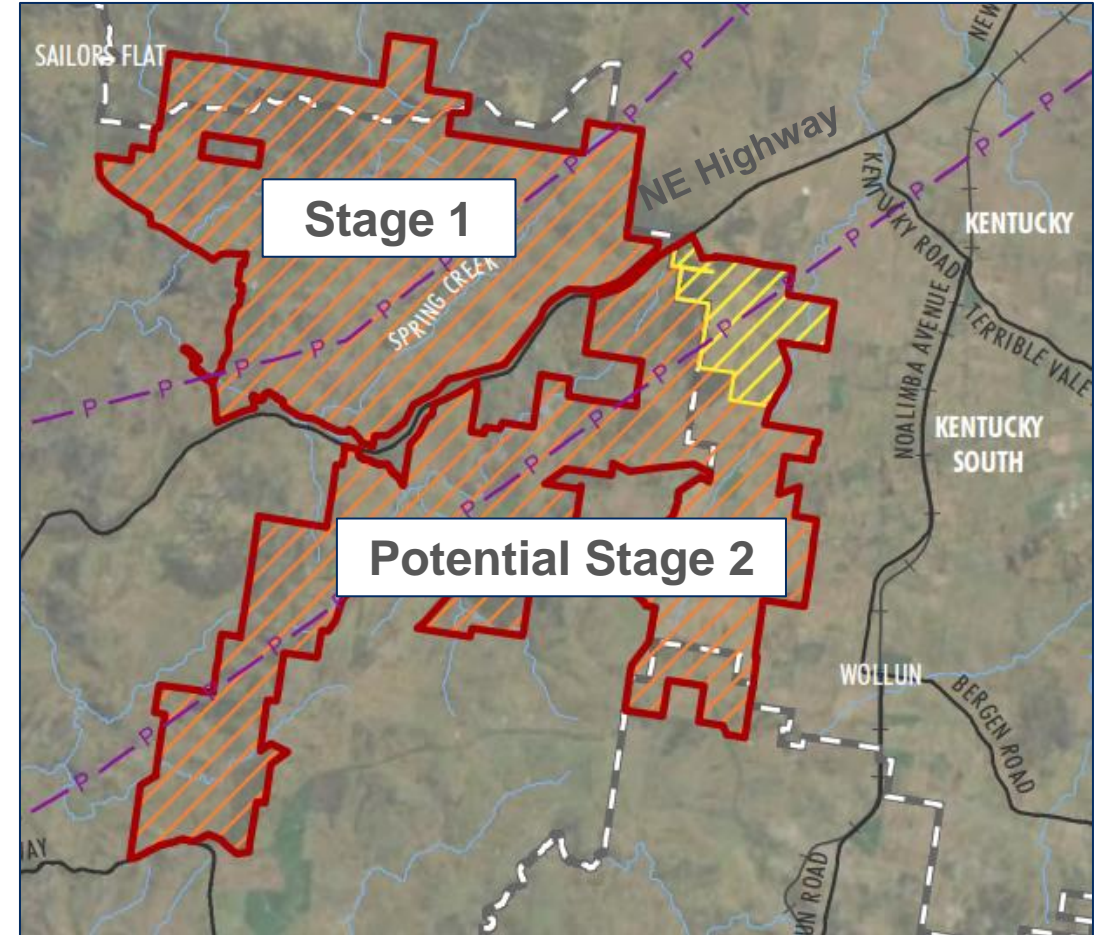 SAILORS FLAT
NEW
NE Highway
Stage 1
SPRING CREEK
KENTUCKY ROAD
KENTUCKY
TERRIBLE VALE
NOALIMBA AVENUE
KENTUCKY
SOUTH
Potential Stage 2
WOLLUN
BERGEN ROAD
AY
UN ROAD
P P P P P P P
P P P P P P P P P P P